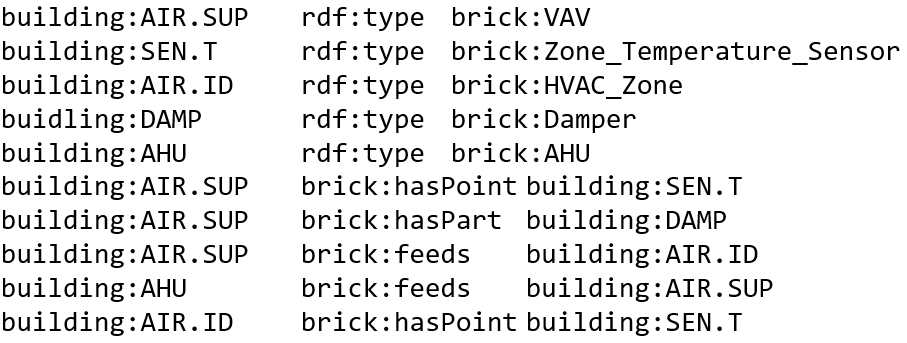 building:AIR.SUP rdf:type brick:VAV
building:SEN.T rdf:type brick:Zone_Temperature_Sensor
building:AIR.ID rdf:type brick:HVAC_Zone
buidling:DAMP rdf:type brick:Damper
building:AHU rdf:type brick:AHU
building:AIR.SUP brick:hasPoint building:SEN.T
building:AIR.SUP brick:hasPart building:DAMP
building:AIR.SUP brick:feeds building:AIR.ID
building:AHU brick:feeds building:AIR.SUP
building:AIR.ID brick:hasPoint building:SEN.T